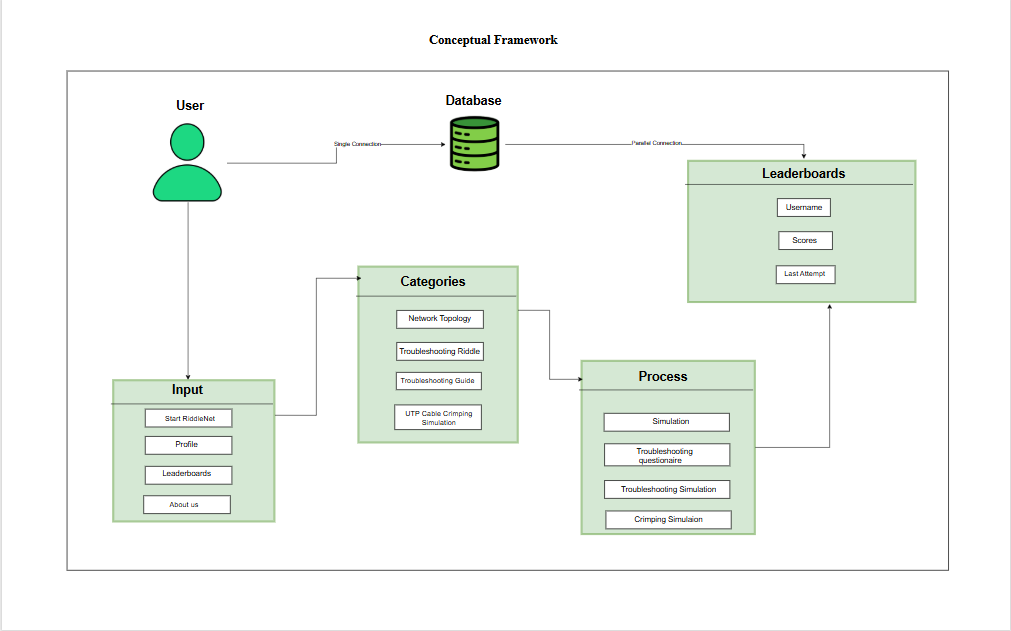 Conceptual Framework
User
Database
Single Connection
Parallel Connection
Leaderboards
Username
Scores
Last Attempt
Categories
Network Topology
Troubleshooting Riddle
Troubleshooting Guide
UTP Cable Crimping
Simulation
Input
Start RiddleNet
Profile
Leaderboards
About us
Process
Simulation
Troubleshooting
questionaire
Troubleshooting Simulation
Crimping Simulaion